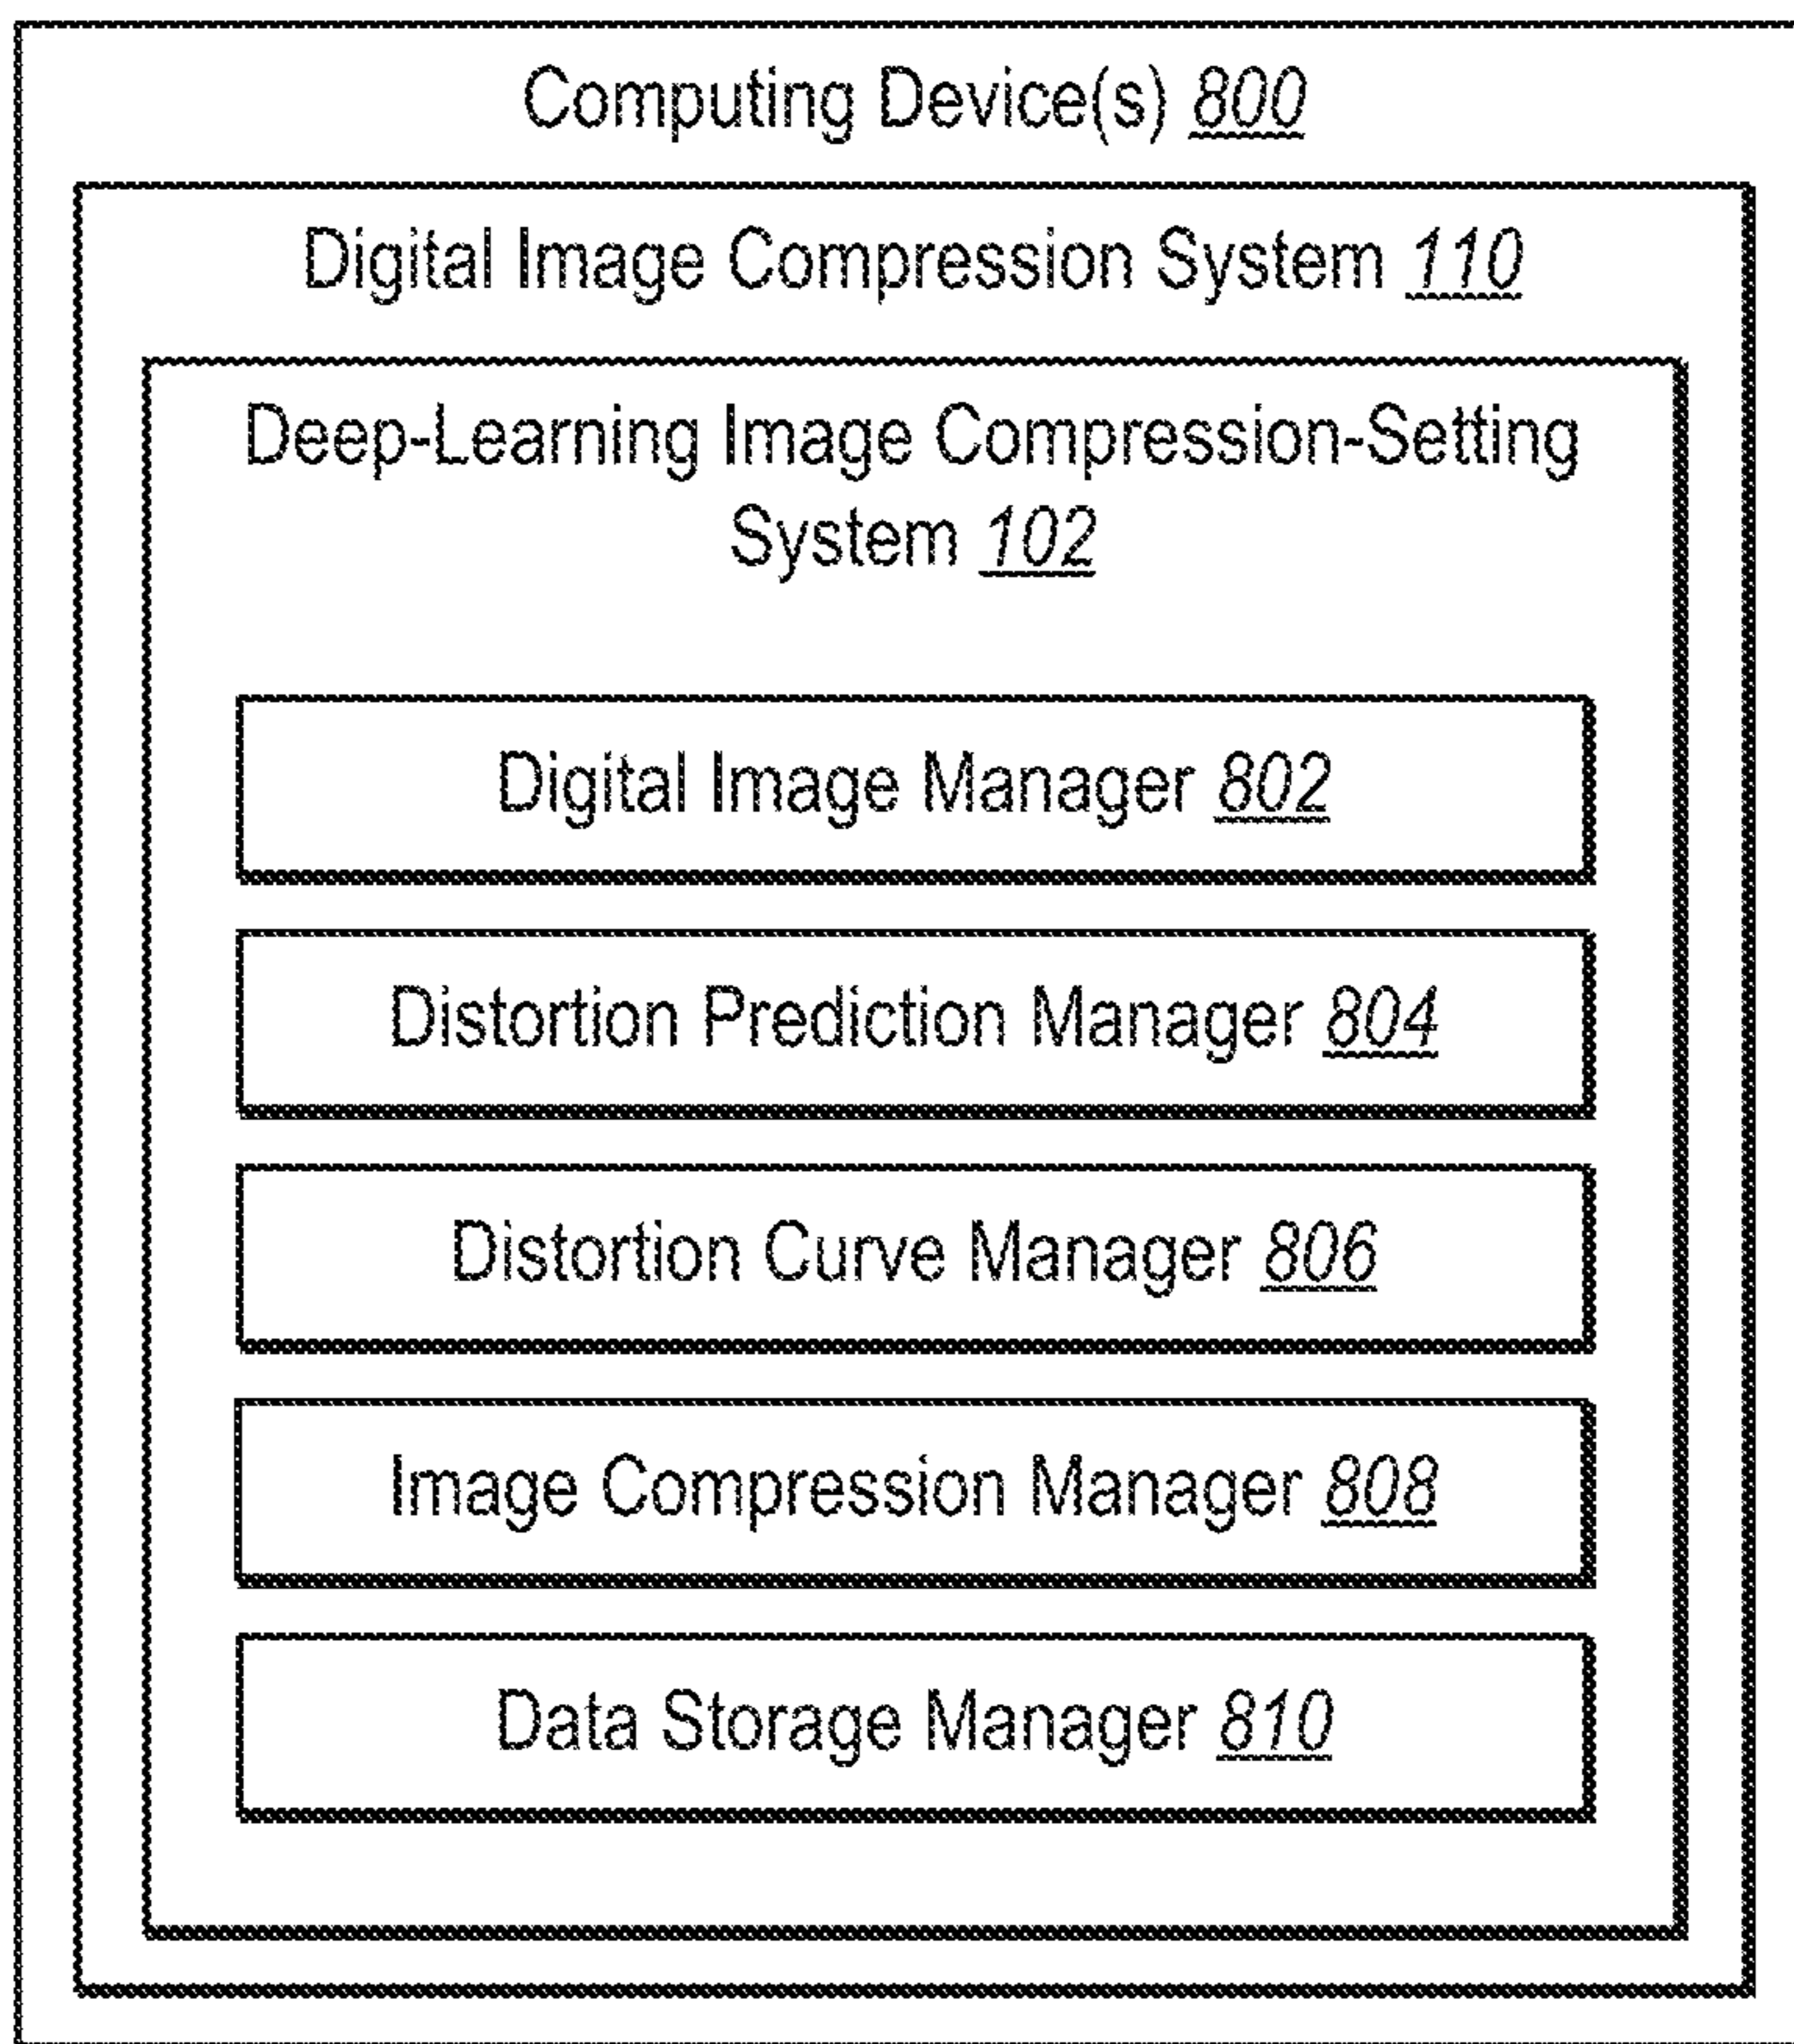 Computing Device(s) 800
Digital Image Compression System 110
Deep-Learning Image Compression-Setting
System 102
Digital Image Manager 802
Distortion Prediction Manager 804
Distortion Curve Manager 806
Image Compression Manager 808
Data Storage Manager 810